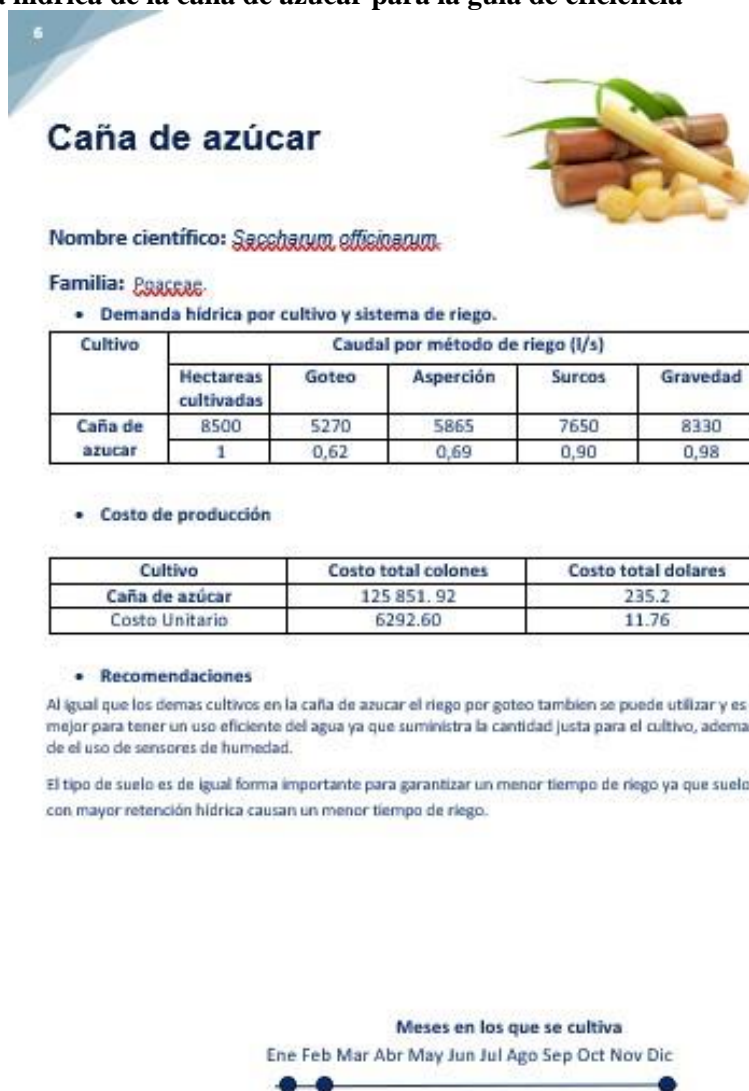 hídrica de la caña de azúcar para la guía de eficiencia
6
Caña de azúcar
Nombre científico: Saccharum officinarum.
Familia: Poaceae.
• Demanda hídrica por cultivo y sistema de riego.
Cultivo Caudal por método de riego (l/s)
Hectareas cultivadas Goteo Asperción Surcos Gravedad
Caña de azucar 8500 5270 5865 7650 8330
1 0,62 0,69 0,90 0,98
• Costo de producción
Cultivo Costo total colones Costo total dolares
Caña de azúcar 125 851. 92 235.2
Costo Unitario 6292.60 11.76
• Recomendaciones
Al igual que los demas cultivos en la caña de azucar el riego por goteo tambien se puede utilizar y es
mejor para tener un uso eficiente del agua ya que suministra la cantidad justa para el cultivo, adema
de el uso de sensores de humedad.
El tipo de suelo es de igual forma importante para garantizar un menor tiempo de riego ya que suelo
con mayor retención hídrica causan un menor tiempo de riego.
Meses en los que se cultiva
Ene Feb Mar Abr May Jun Jul Ago Sep Oct Nov Dic